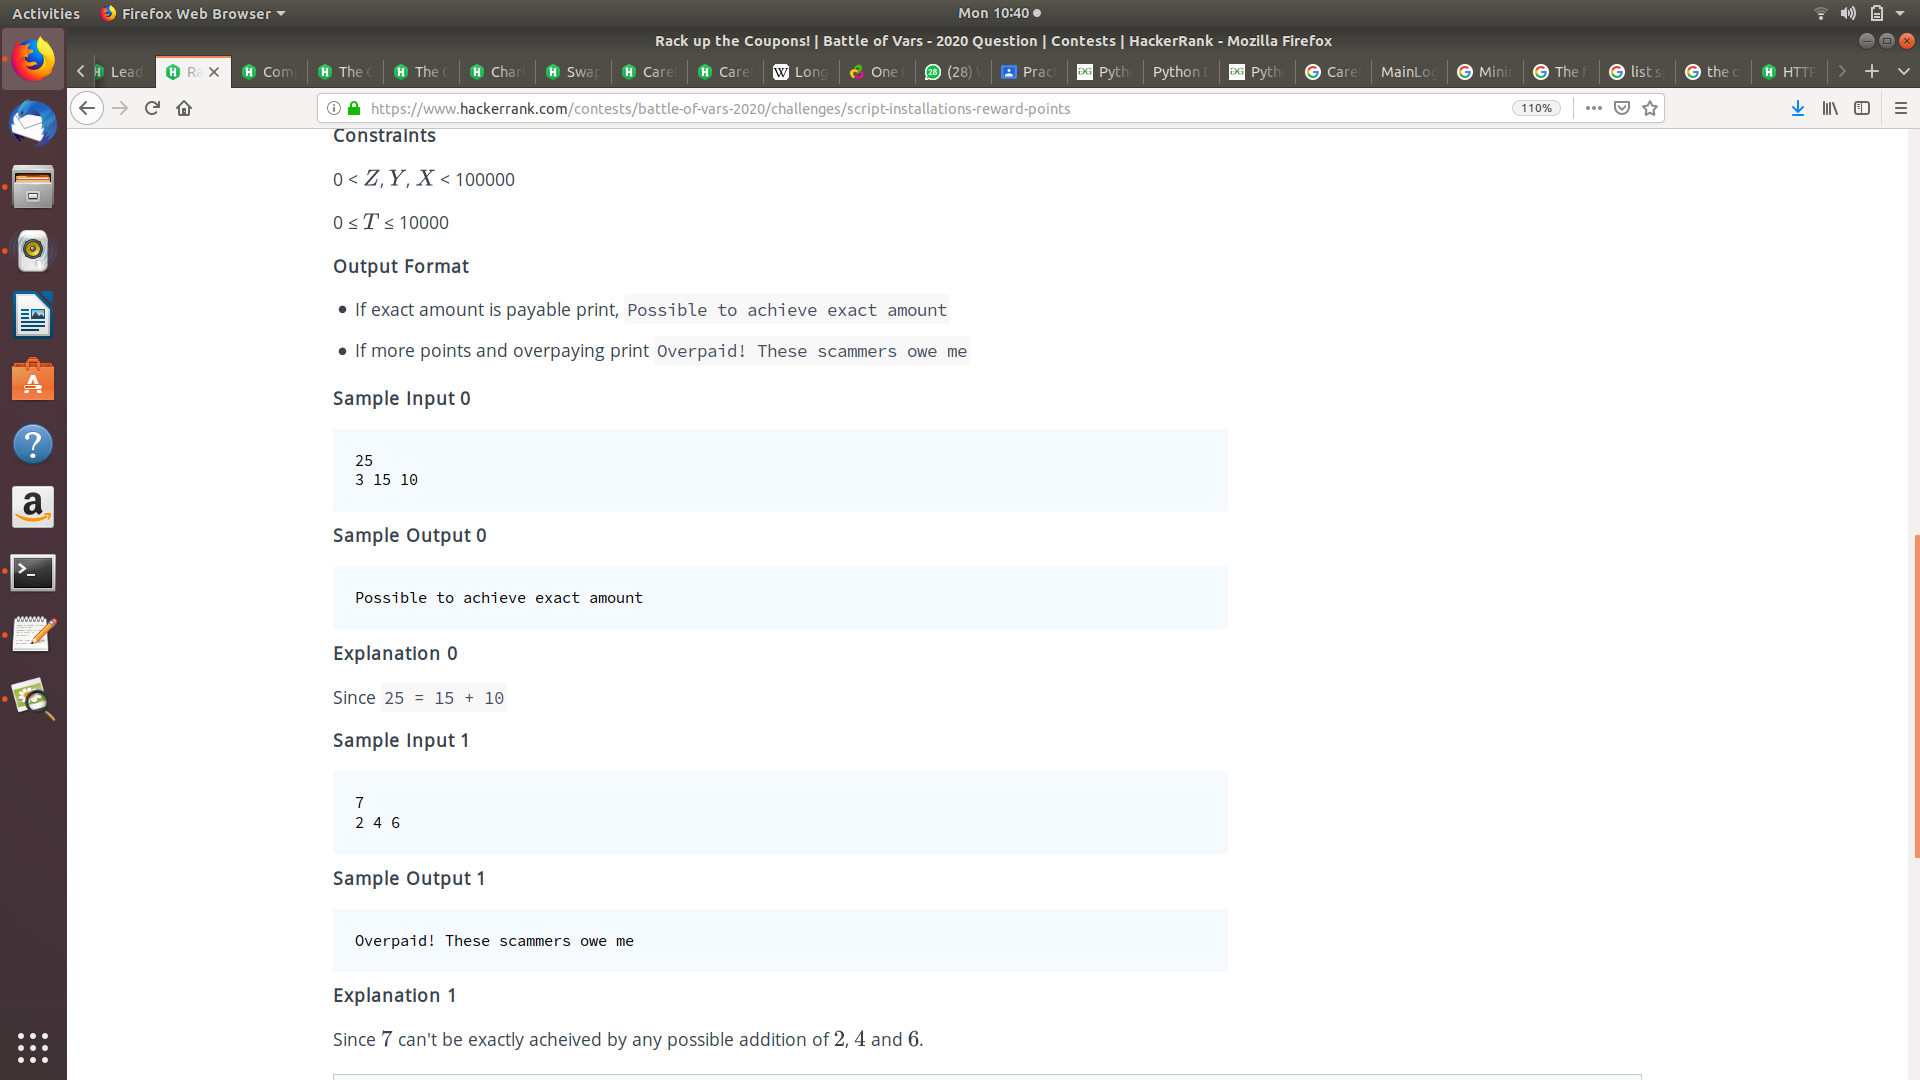 Activities
Firefox Web Browser
Mon 10:40
Rack up the Coupons! | Battle of Vars - 2020 Question | Contests | HackerRank - Mozilla Firefox
Lead
Ra
Com
The C
The C
Char
Swap
Care
Care
Long
One
(28)
Prac
Pyth
Python
Pyth
Care
MainLo
Mini
The f
list s
the c
HTTP
https://www.hackerrank.com/contests/battle-of-vars-2020/challenges/script-installations-reward-points
110%
Constraints
0 < Z, Y, X < 100000
0 ≤ T ≤ 10000
Output Format
• If exact amount is payable print, Possible to achieve exact amount
• If more points and overpaying print Overpaid! These scammers owe me
Sample Input 0
25
3 15 10
Sample Output 0
Possible to achieve exact amount
Explanation 0
Since 25 = 15 + 10
Sample Input 1
7
2 4 6
Sample Output 1
Overpaid! These scammers owe me
Explanation 1
Since 7 can't be exactly acheived by any possible addition of 2, 4 and 6.